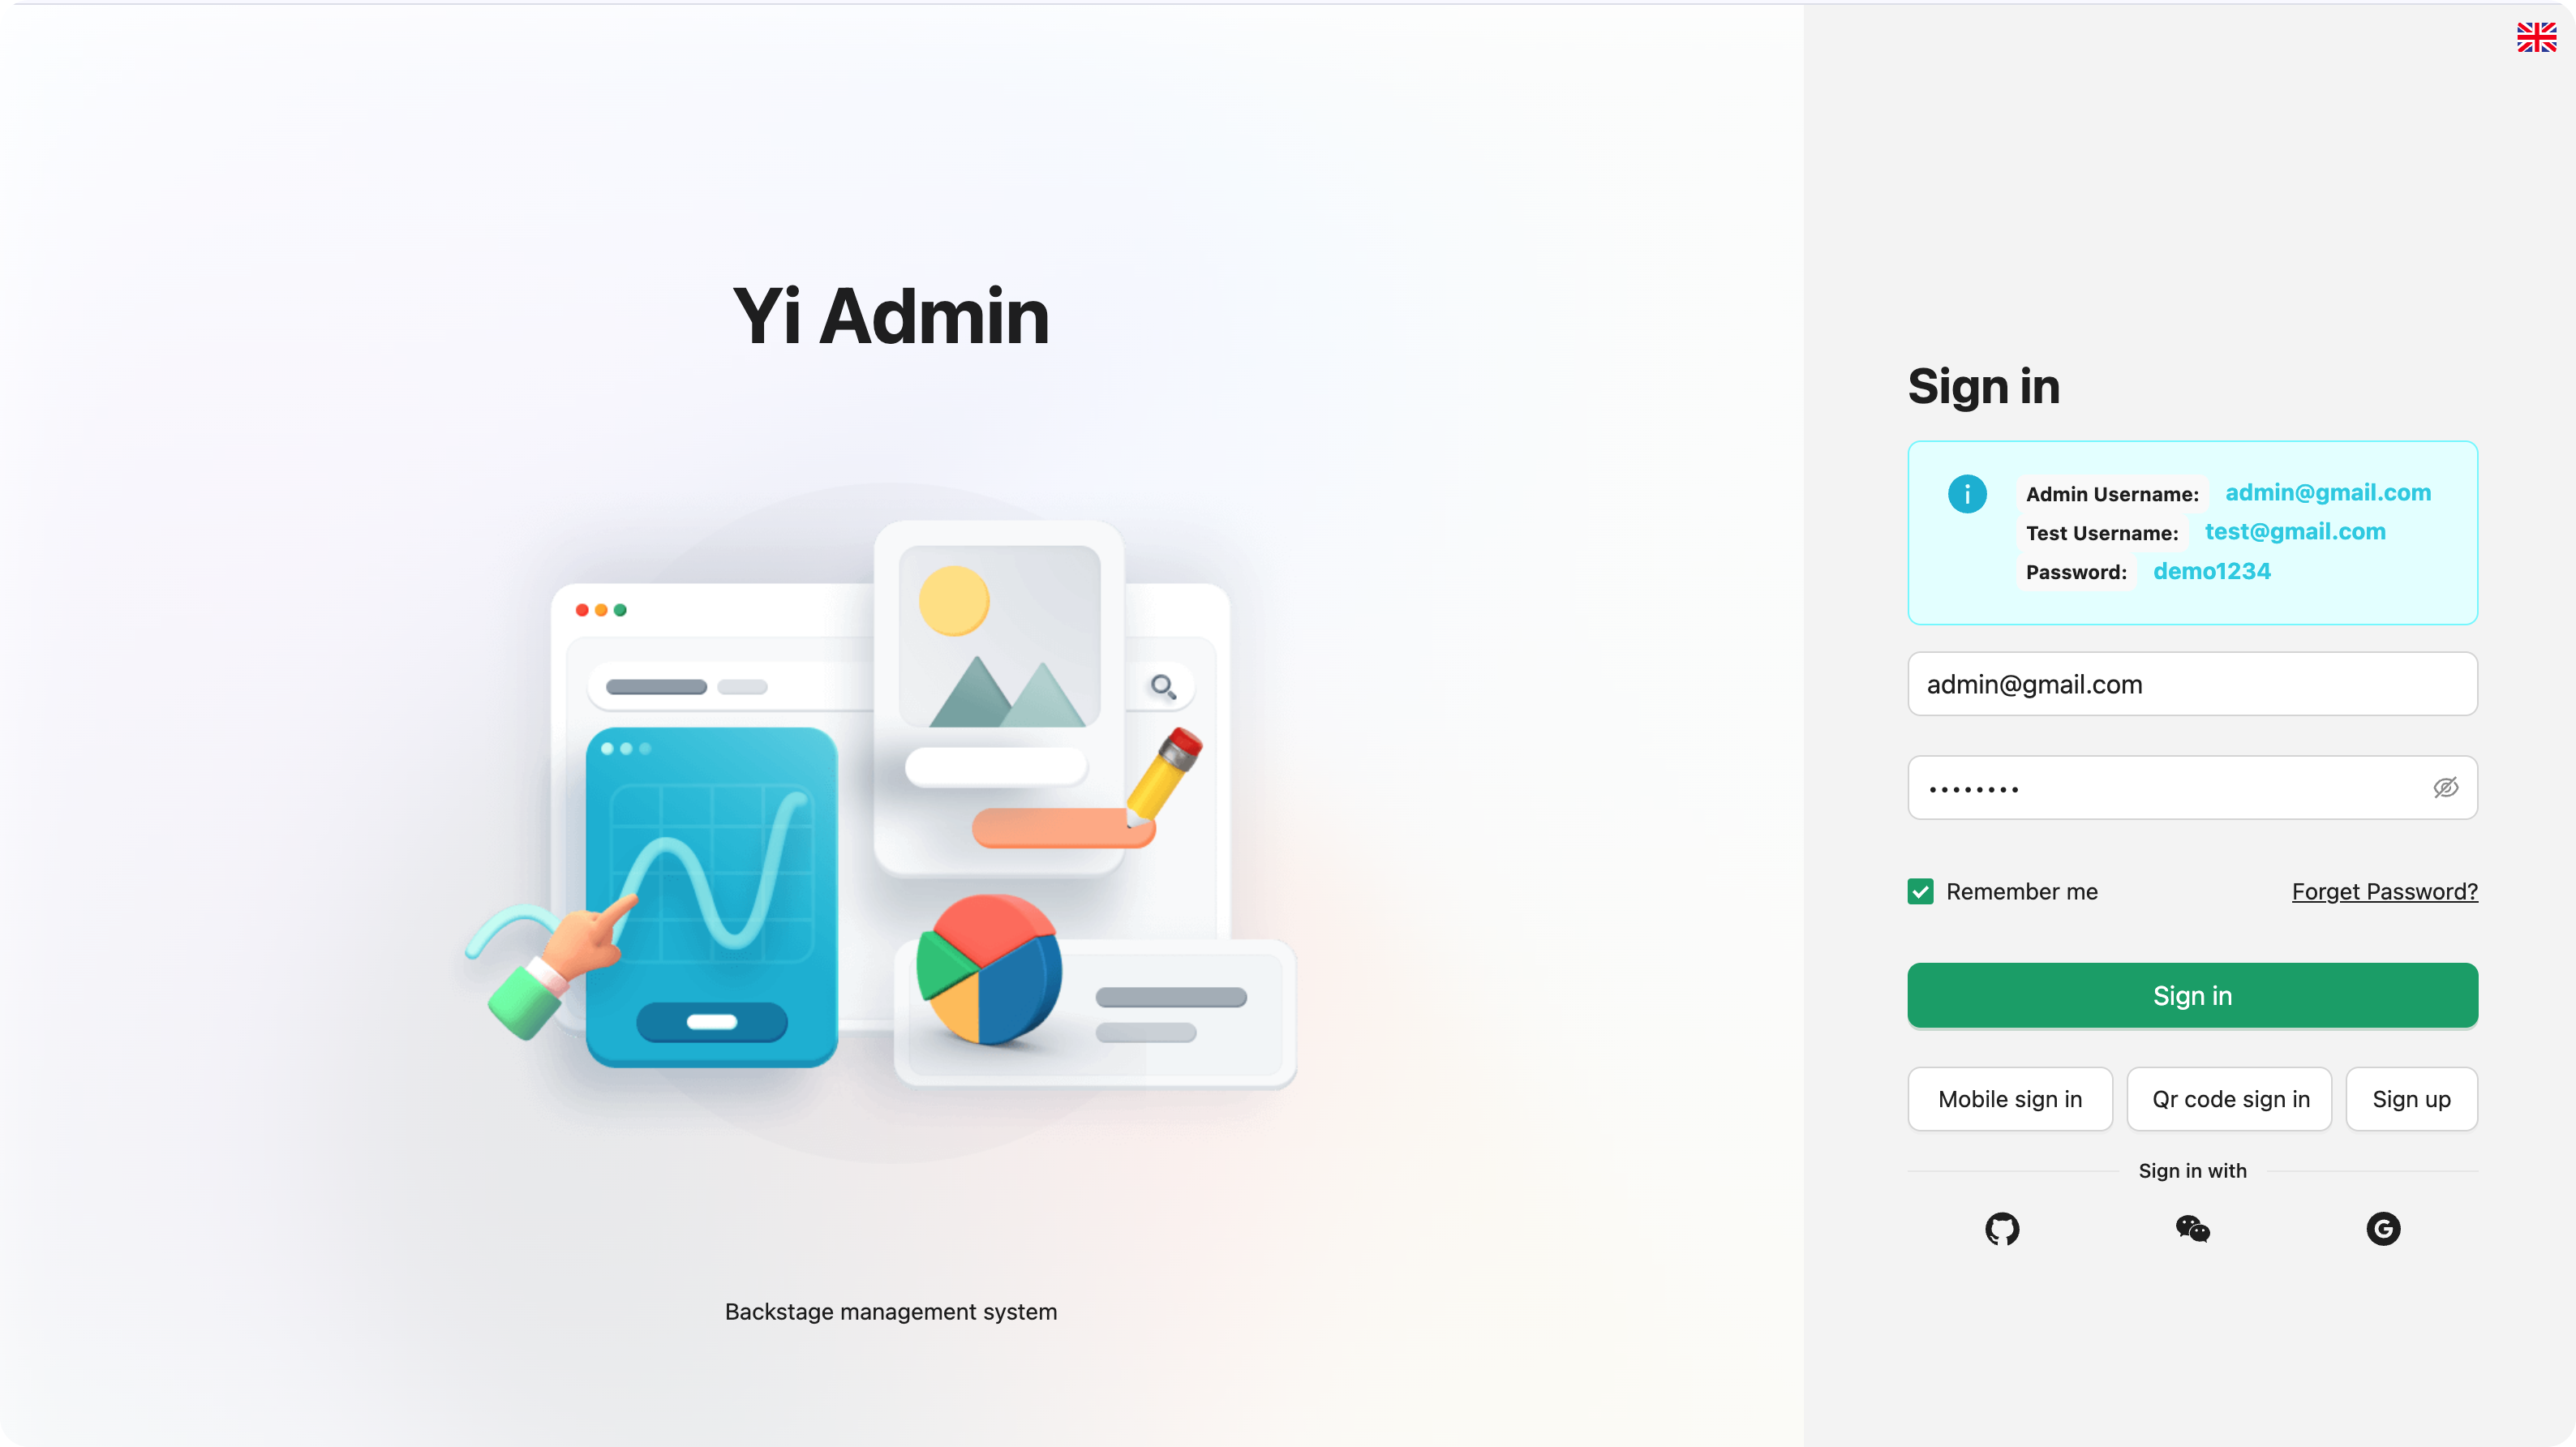 Yi Admin
Backstage management system
Sign in
Admin Username: admin@gmail.com
Test Username: test@gmail.com
Password: demo1234
admin@gmail.com
••••••••
Remember me
Forget Password?
Sign in
Mobile sign in
Qr code sign in
Sign up
Sign in with